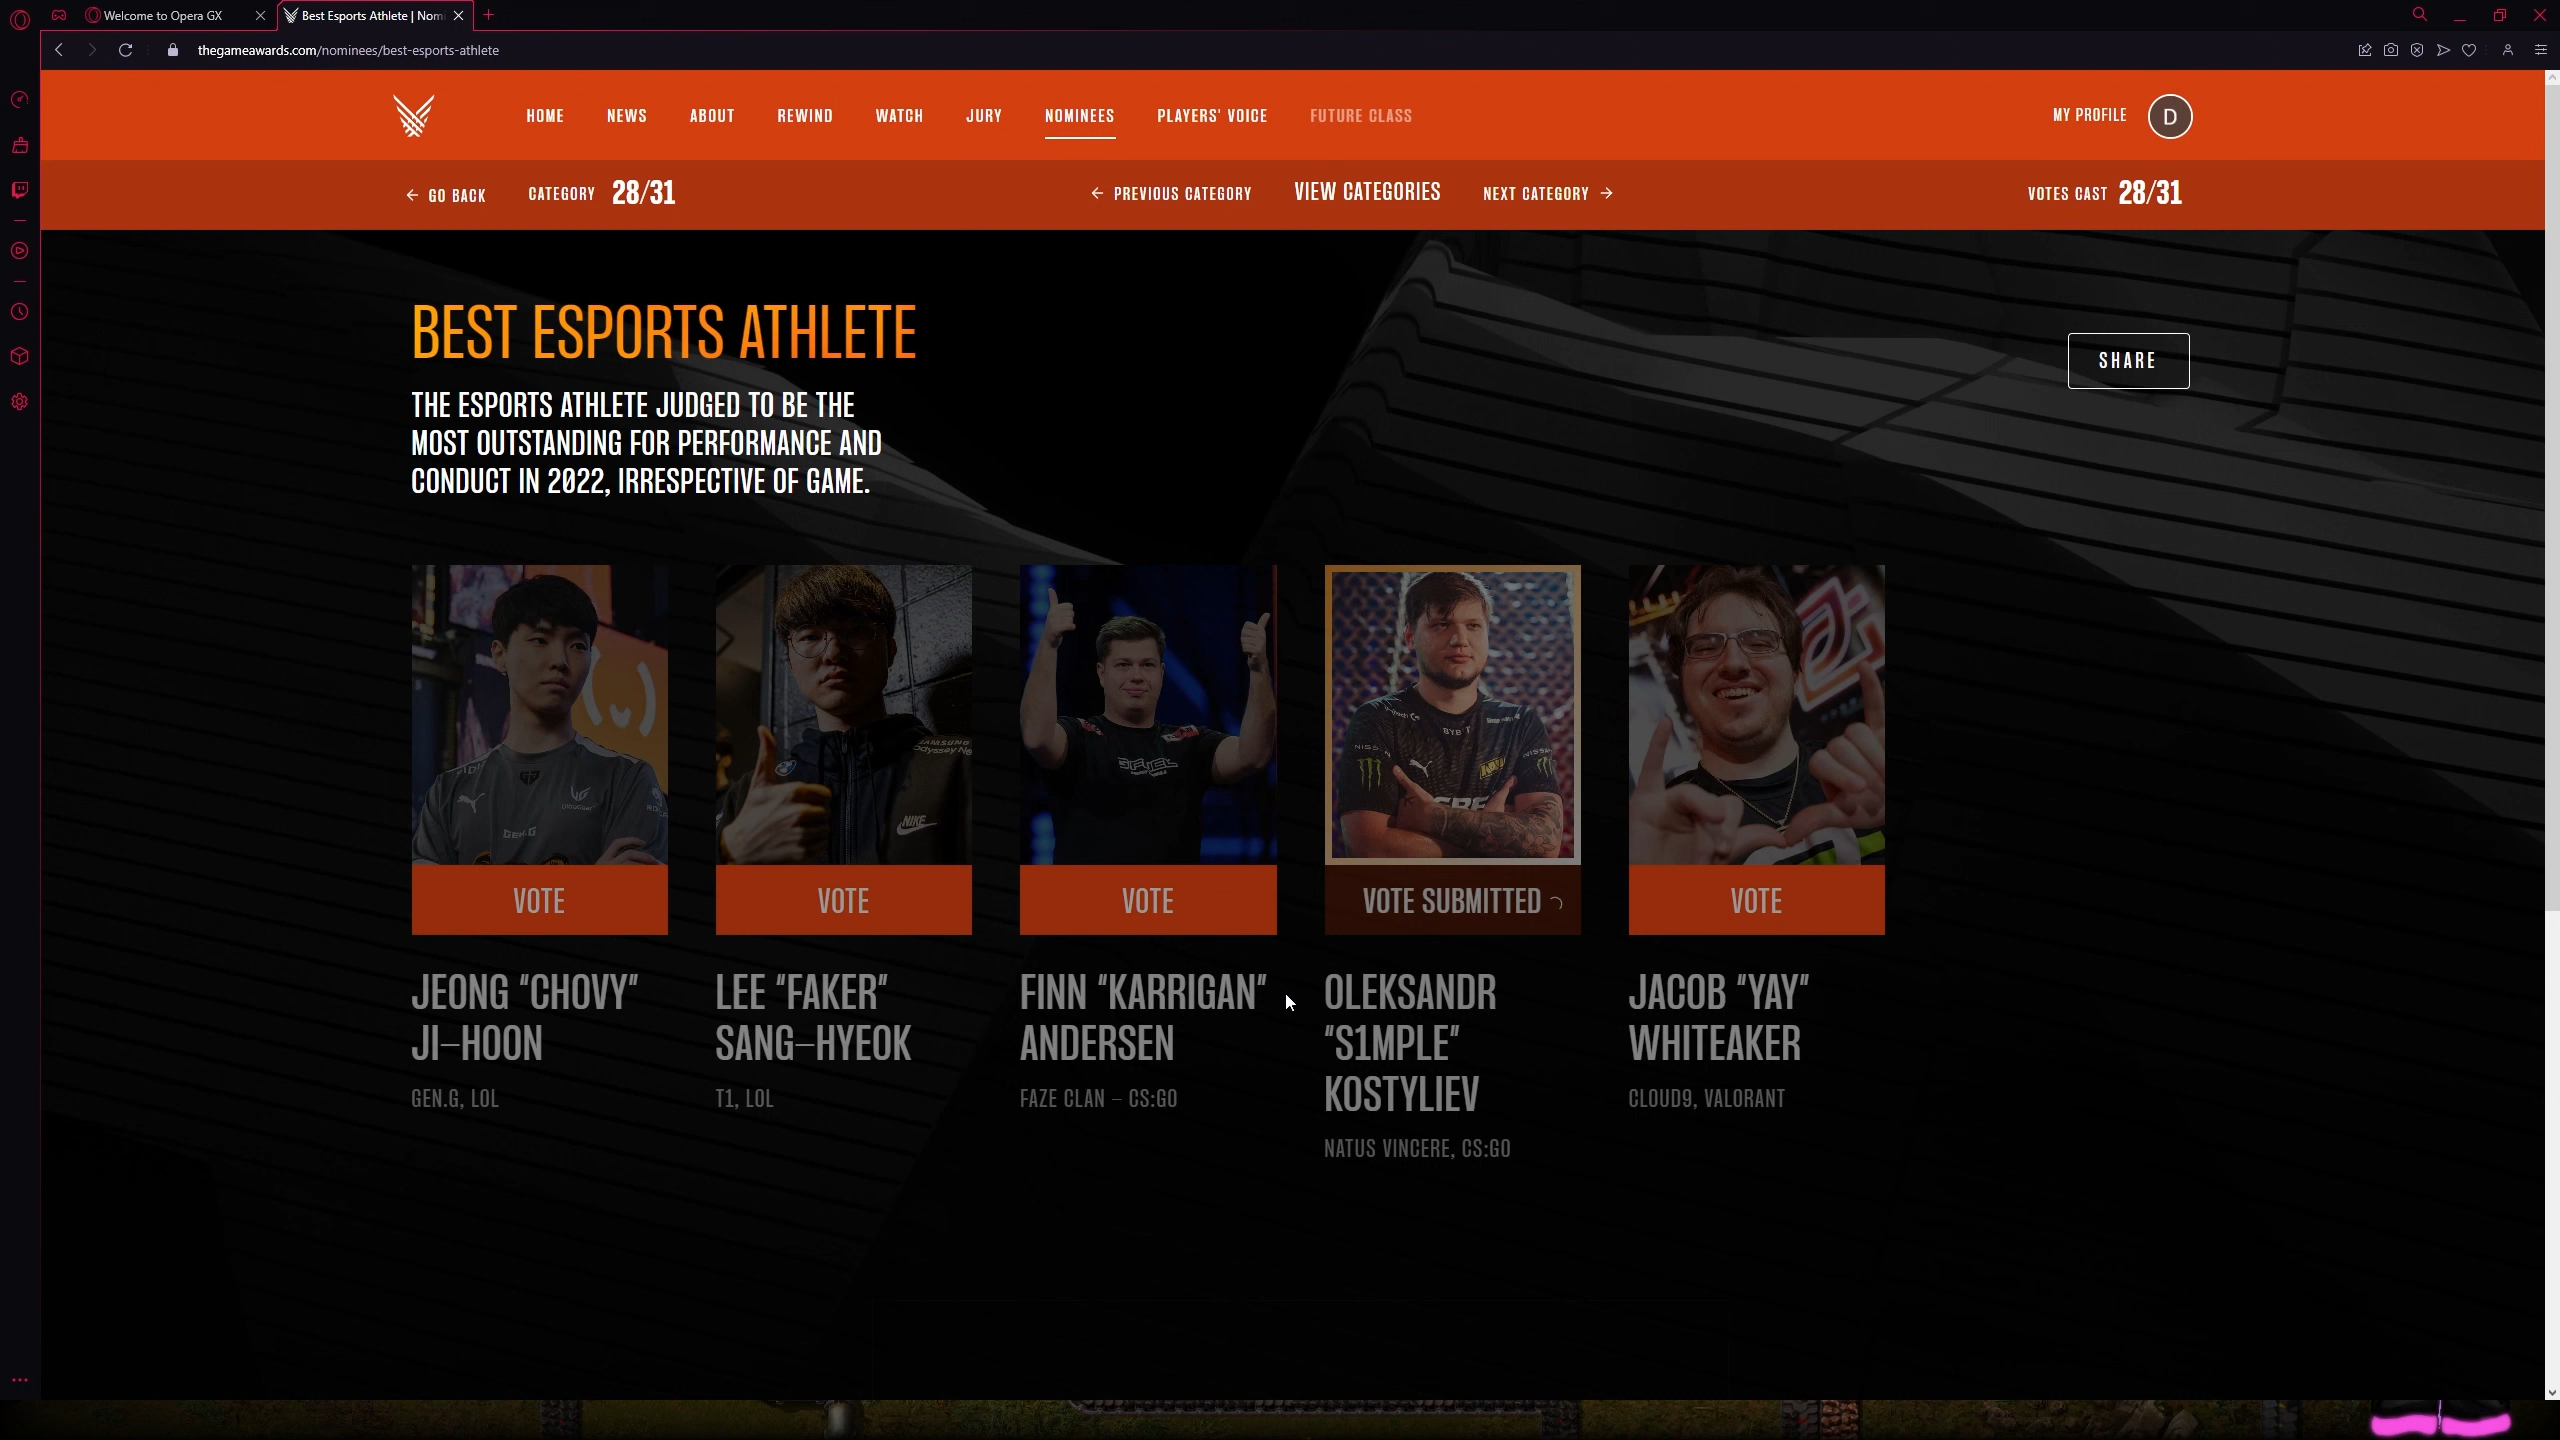 Welcome to Opera GX
Best Esports Athlete | Nom
thegameawards.com/nominees/best-esports-athlete
HOME NEWS ABOUT REWIND WATCH JURY NOMINEES PLAYERS' VOICE FUTURE CLASS MY PROFILE D
GO BACK CATEGORY 28/31 PREVIOUS CATEGORY VIEW CATEGORIES NEXT CATEGORY VOTES CAST 28/31
BEST ESPORTS ATHLETE
SHARE
THE ESPORTS ATHLETE JUDGED TO BE THE
MOST OUTSTANDING FOR PERFORMANCE AND
CONDUCT IN 2022, IRRESPECTIVE OF GAME.
SAMSUNG
NIKE
GEN.G
VOTE VOTE VOTE VOTE SUBMITTED VOTE
JEONG "CHOVY"
JI-HOON
GEN.G, LOL
LEE "FAKER"
SANG-HYEOK
T1, LOL
FINN "KARRIGAN"
ANDERSEN
FAZE CLAN – CS:GO
OLEKSANDR
"S1MPLE"
KOSTYLIEV
NATUS VINCERE, CS:GO
JACOB "YAY"
WHITEAKER
CLOUD9, VALORANT